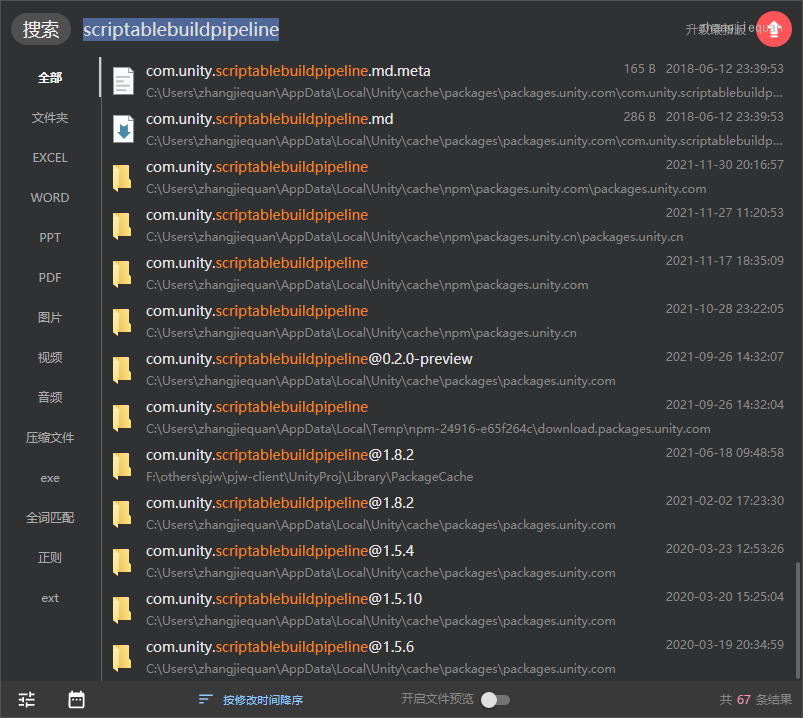 搜索 scriptablebuildpipeline 升级最新版 zhangjiequan
全部
文件夹
EXCEL
WORD
PPT
PDF
图片
视频
音频
压缩文件
exe
全词匹配
正则
ext
com.unity.scriptablebuildpipeline.md.meta 165 B 2018-06-12 23:39:53
C:\Users\zhangjiequan\AppData\Local\Unity\cache\packages\packages.unity.com\com.unity.scriptablebuildp...
com.unity.scriptablebuildpipeline.md 286 B 2018-06-12 23:39:53
C:\Users\zhangjiequan\AppData\Local\Unity\cache\packages\packages.unity.com\com.unity.scriptablebuildp...
com.unity.scriptablebuildpipeline 2021-11-30 20:16:57
C:\Users\zhangjiequan\AppData\Local\Unity\cache\npm\packages.unity.com\packages.unity.com
com.unity.scriptablebuildpipeline 2021-11-27 11:20:53
C:\Users\zhangjiequan\AppData\Local\Unity\cache\npm\packages.unity.cn\packages.unity.cn
com.unity.scriptablebuildpipeline 2021-11-17 18:35:09
C:\Users\zhangjiequan\AppData\Local\Unity\cache\npm\packages.unity.com
com.unity.scriptablebuildpipeline 2021-10-28 23:22:05
C:\Users\zhangjiequan\AppData\Local\Unity\cache\npm\packages.unity.cn
com.unity.scriptablebuildpipeline@0.2.0-preview 2021-09-26 14:32:07
C:\Users\zhangjiequan\AppData\Local\Unity\cache\packages\packages.unity.com
com.unity.scriptablebuildpipeline 2021-09-26 14:32:04
C:\Users\zhangjiequan\AppData\Local\Temp\npm-24916-e65f264c\download.packages.unity.com
com.unity.scriptablebuildpipeline@1.8.2 2021-06-18 09:48:58
F:\others\pjw\pjw-client\UnityProj\Library\PackageCache
com.unity.scriptablebuildpipeline@1.8.2 2021-02-02 17:23:30
C:\Users\zhangjiequan\AppData\Local\Unity\cache\packages\packages.unity.com
com.unity.scriptablebuildpipeline@1.5.4 2020-03-23 12:53:26
C:\Users\zhangjiequan\AppData\Local\Unity\cache\packages\packages.unity.com
com.unity.scriptablebuildpipeline@1.5.10 2020-03-20 15:25:04
C:\Users\zhangjiequan\AppData\Local\Unity\cache\packages\packages.unity.com
com.unity.scriptablebuildpipeline@1.5.6 2020-03-19 20:34:59
C:\Users\zhangjiequan\AppData\Local\Unity\cache\packages\packages.unity.com
按修改时间降序 开启文件预览 共 67 条结果